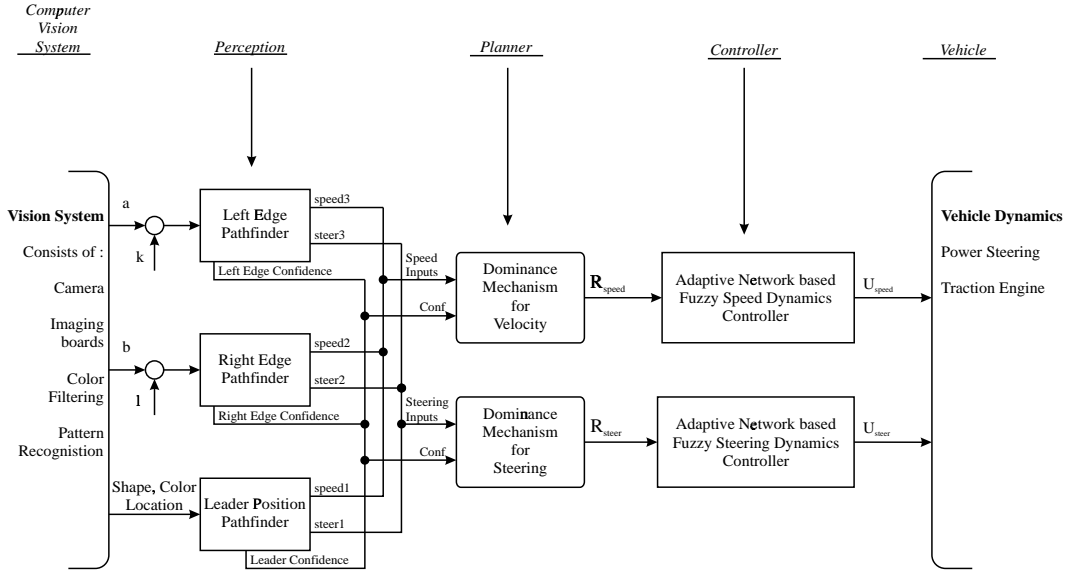 Computer
Vision
System
Perception
Planner
Controller
Vehicle
Vision System
Consists of :
Camera
Imaging
boards
Color
Filtering
Pattern
Recognistion
a
k
b
l
Shape, Color
Location
Left Edge
Pathfinder
speed3
steer3
Left Edge Confidence
Right Edge
Pathfinder
speed2
steer2
Right Edge Confidence
Leader Position
Pathfinder
speed1
steer1
Leader Confidence
Speed
Inputs
Conf
Steering
Inputs
Conf
Dominance
Mechanism
for
Velocity
Dominance
Mechanism
for
Steering
Rspeed
Rsteer
Adaptive Network based
Fuzzy Speed Dynamics
Controller
Adaptive Network based
Fuzzy Steering Dynamics
Controller
Uspeed
Usteer
Vehicle Dynamics
Power Steering
Traction Engine